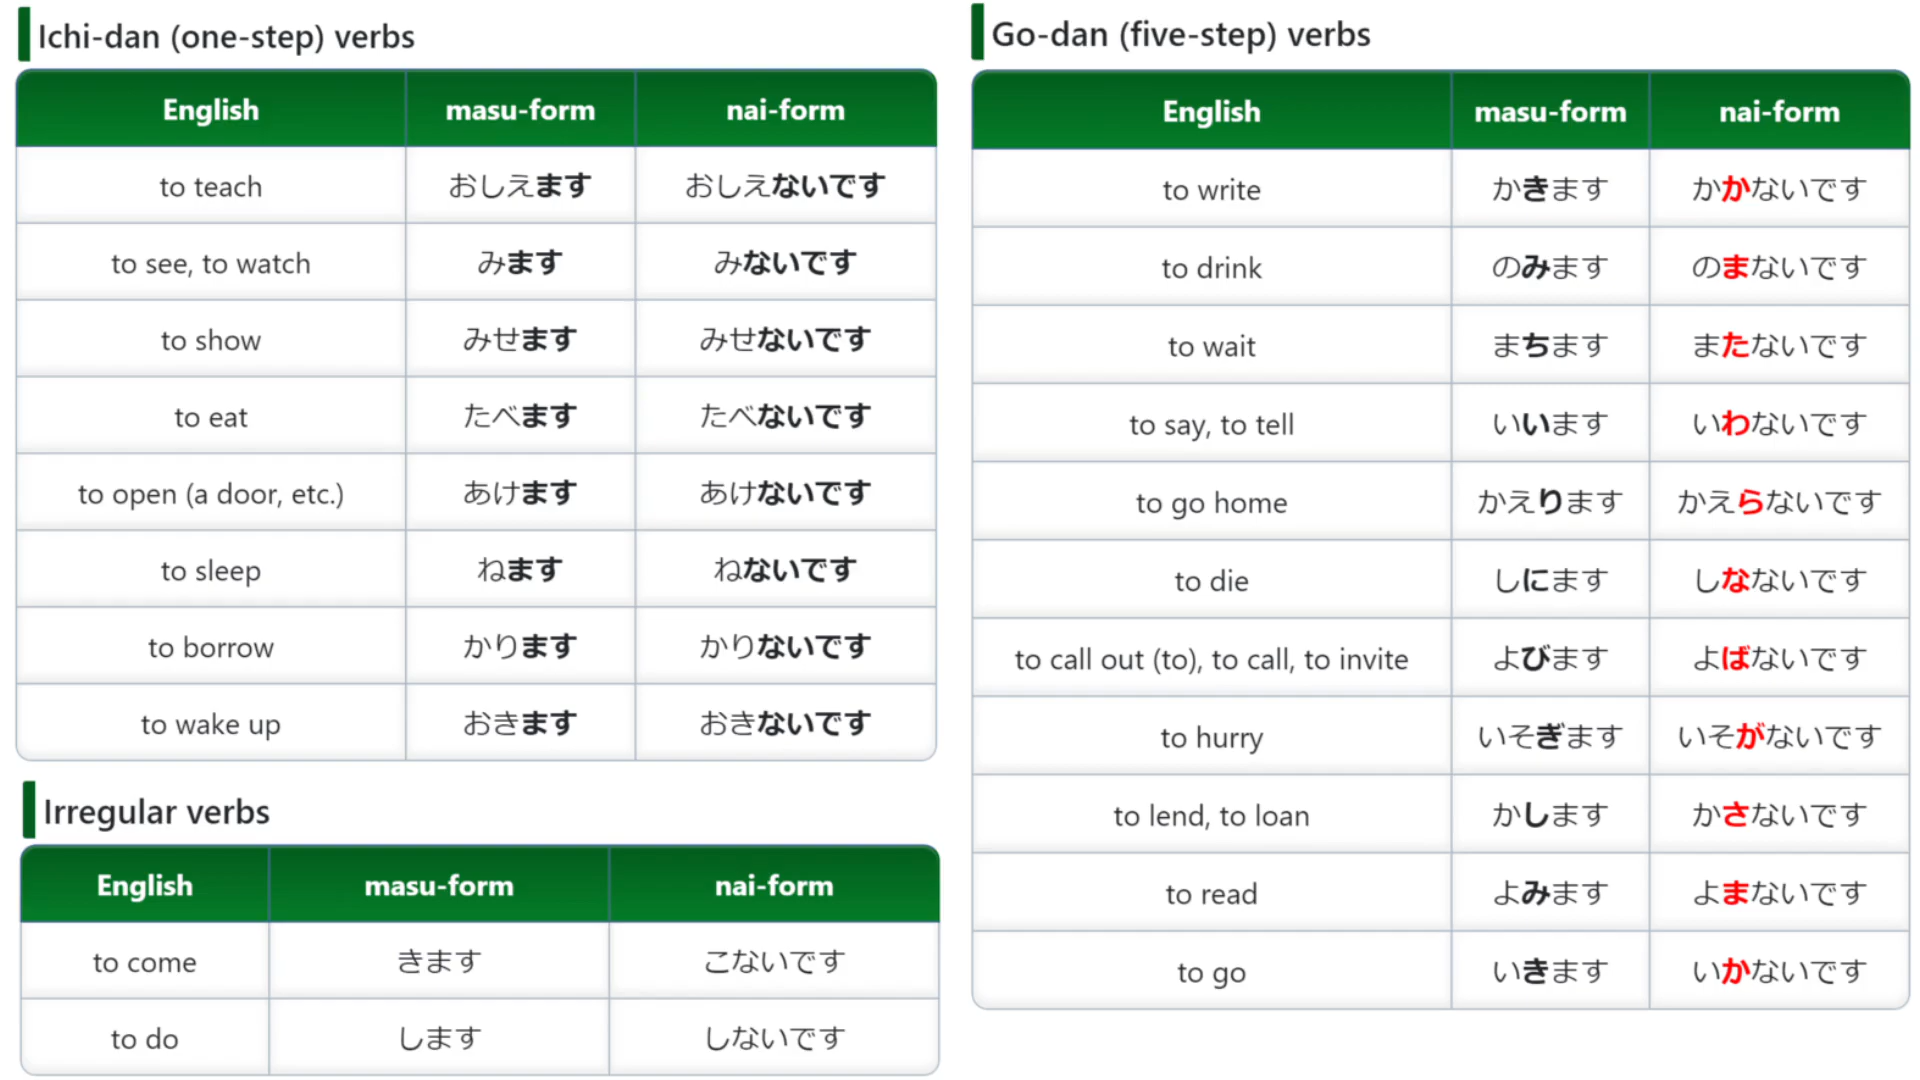 Ichi-dan (one-step) verbs
English masu-form nai-form
to teach おしえます おしえないです
to see, to watch みます みないです
to show みせます みせないです
to eat たべます たべないです
to open (a door, etc.) あけます あけないです
to sleep ねます ねないです
to borrow かります かりないです
to wake up おきます おきないです
Irregular verbs
English masu-form nai-form
to come きます こないです
to do します しないです
Go-dan (five-step) verbs
English masu-form nai-form
to write かきます かかないです
to drink のみます のまないです
to wait まちます またないです
to say, to tell いいます いわないです
to go home かえります かえらないです
to die しにます しなないです
to call out (to), to call, to invite よびます よばないです
to hurry いそぎます いそがないです
to lend, to loan かします かさないです
to read よみます よまないです
to go いきます いかないです